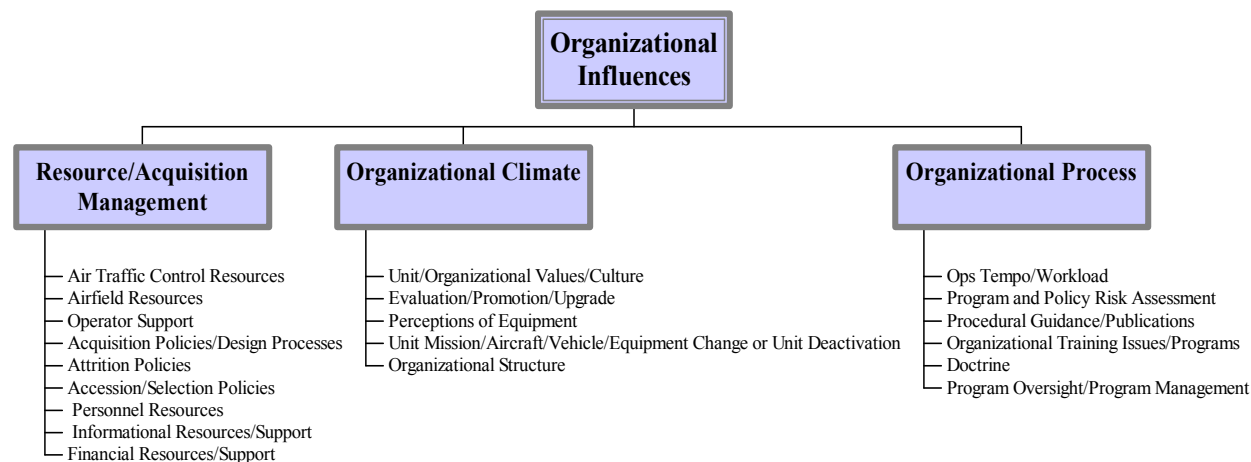 Organizational
Influences
Resource/Acquisition
Management
Organizational Climate
Organizational Process
Air Traffic Control Resources
Airfield Resources
Operator Support
Acquisition Policies/Design Processes
Attrition Policies
Accession/Selection Policies
Personnel Resources
Informational Resources/Support
Financial Resources/Support
Unit/Organizational Values/Culture
Evaluation/Promotion/Upgrade
Perceptions of Equipment
Unit Mission/Aircraft/Vehicle/Equipment Change or Unit Deactivation
Organizational Structure
Ops Tempo/Workload
Program and Policy Risk Assessment
Procedural Guidance/Publications
Organizational Training Issues/Programs
Doctrine
Program Oversight/Program Management